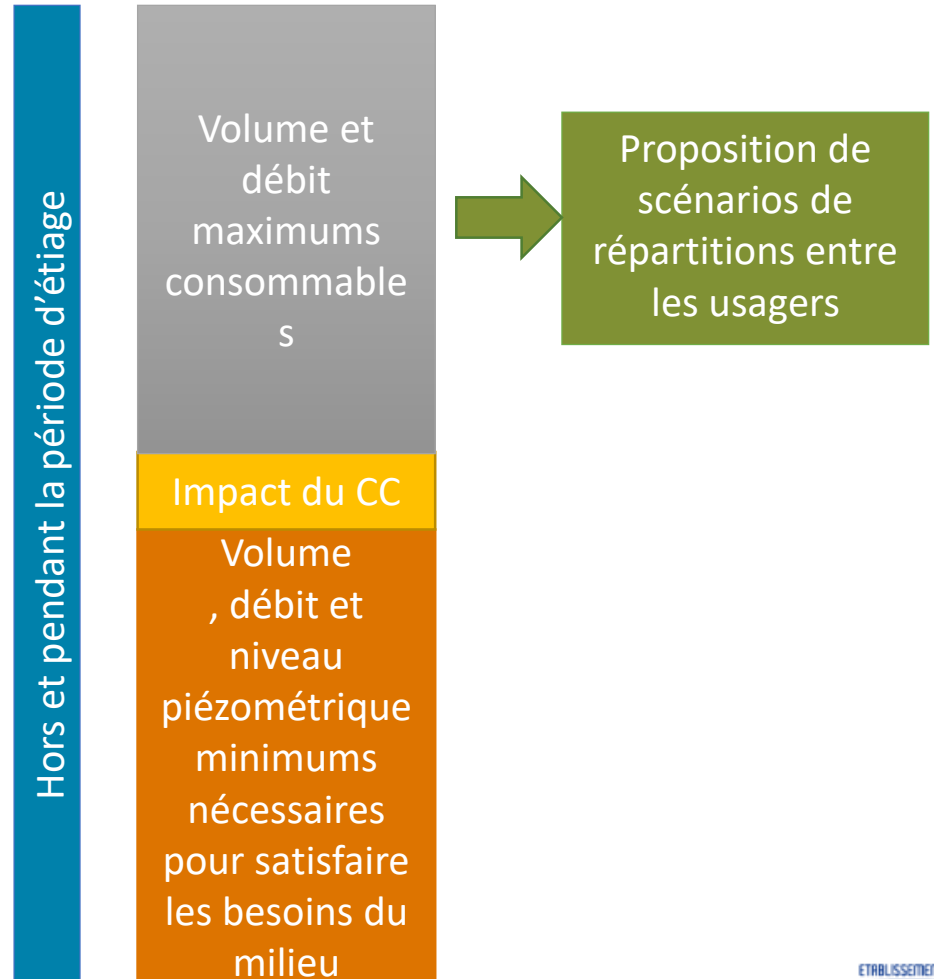 Hors et pendant la période d’étiage
Volume et
débit
maximums
consommable
s
Proposition de
scénarios de
répartitions entre
les usagers
Impact du CC
Volume
, débit et
niveau
piézométrique
minimums
nécessaires
pour satisfaire
les besoins du
milieu